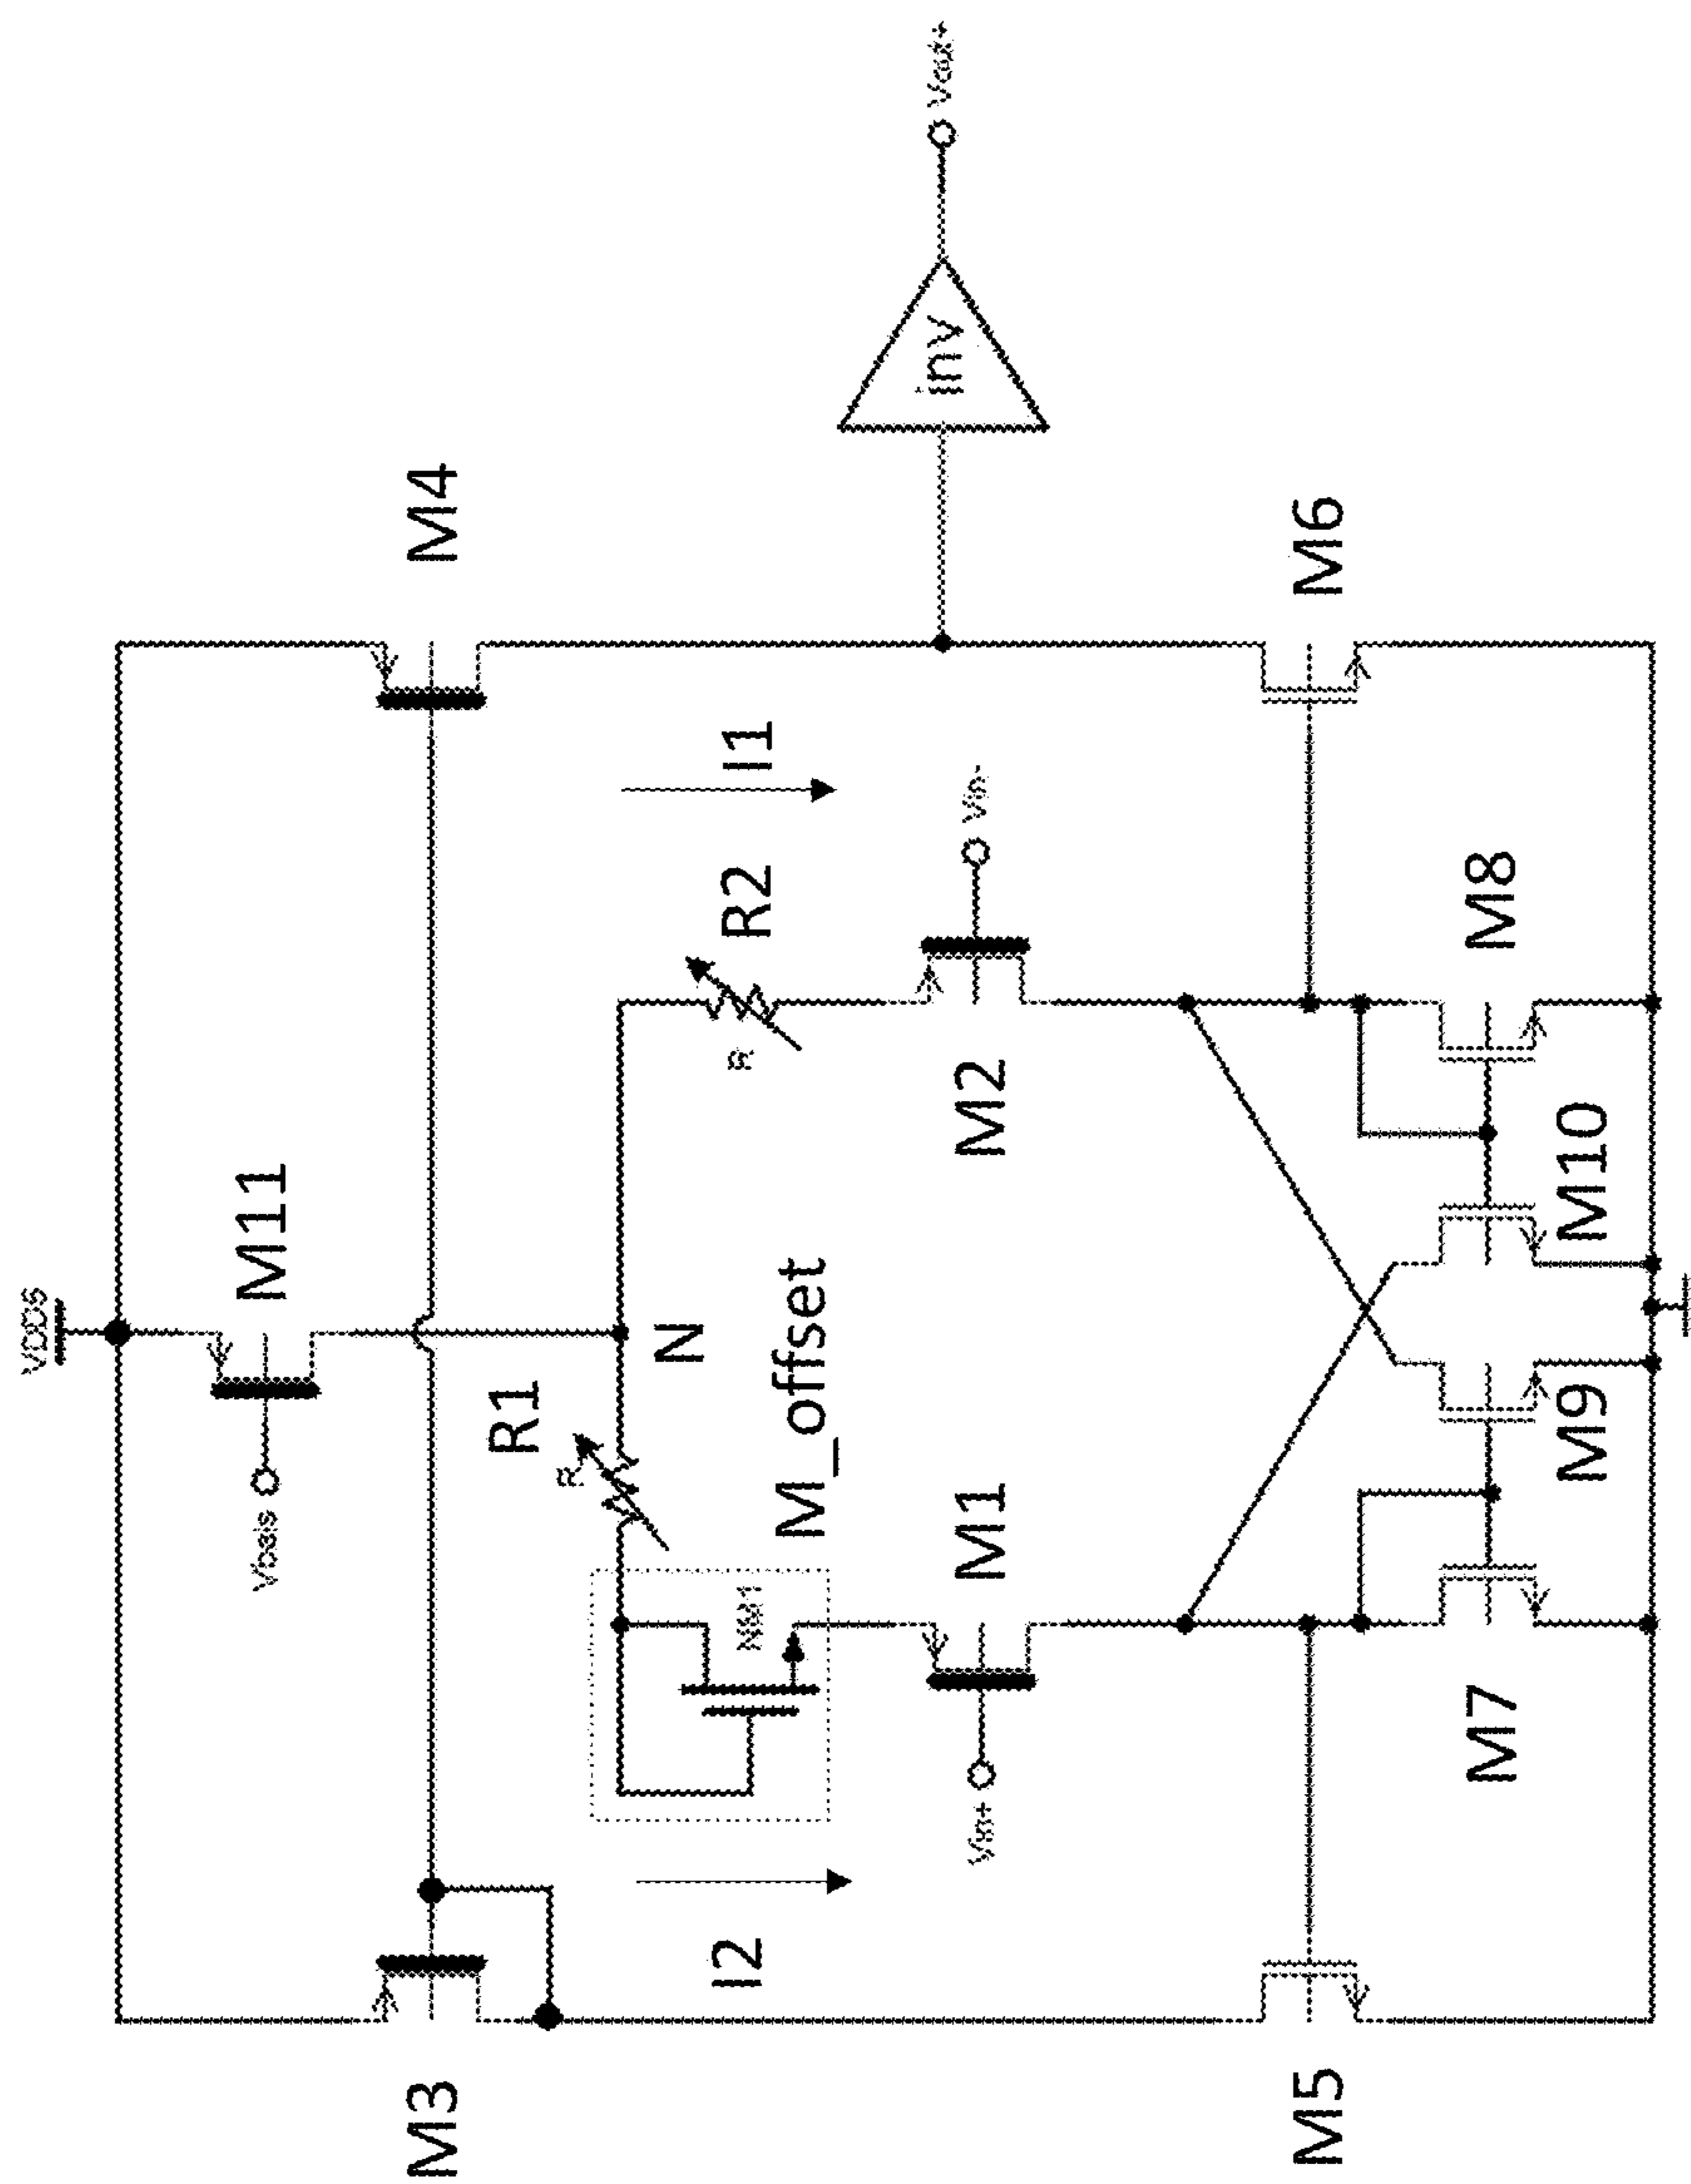 VDD5
M11
Vbais
M3
M4
R1
R
N
R2
R
I1
I2
NM1
M_offset
M1
M2
Vin+
Vin-
inv
Vout+
M5
M6
M7
M8
M9
M10